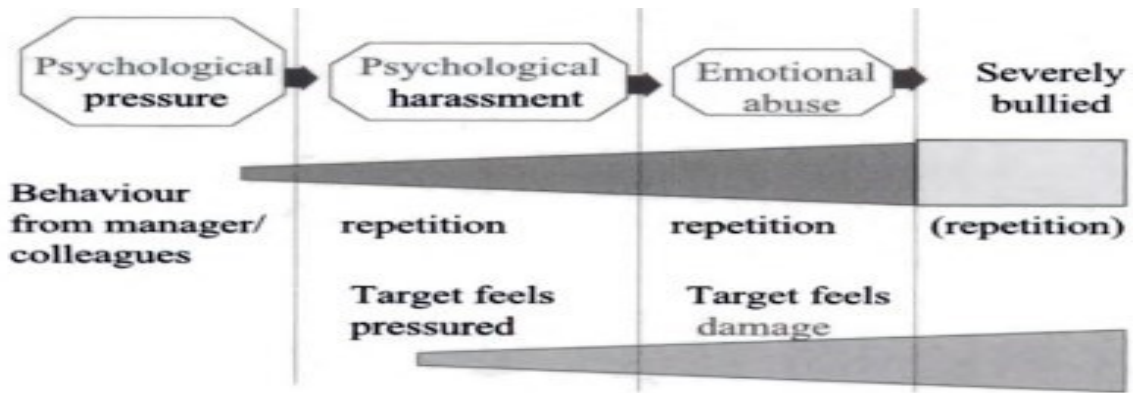 Psychological
pressure
Psychological
harassment
Emotional
abuse
Severely
bullied
Behaviour
from manager/
colleagues
repetition
repetition
(repetition)
Target feels
pressured
Target feels
damage